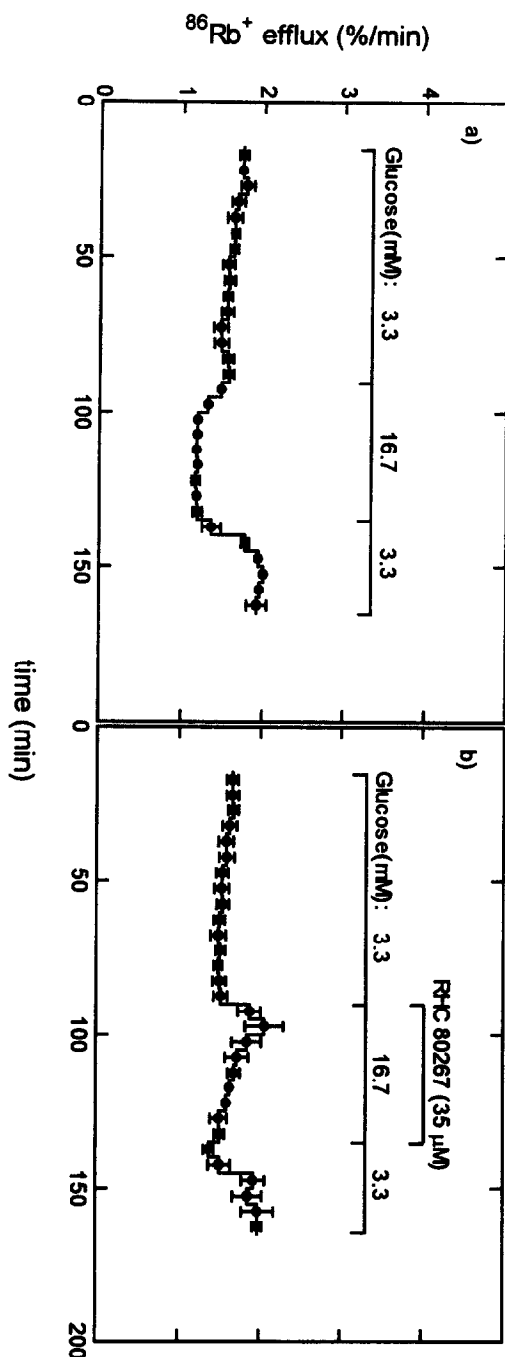 ⁸⁶Rb⁺ efflux (%/min)
4
3
2
1
0
50
100
150
0
50
100
150
200
a)
Glucose(mM): 3.3 16.7 3.3
b)
RHC 80267 (35 μM)
Glucose(mM): 3.3 16.7 3.3
time (min)